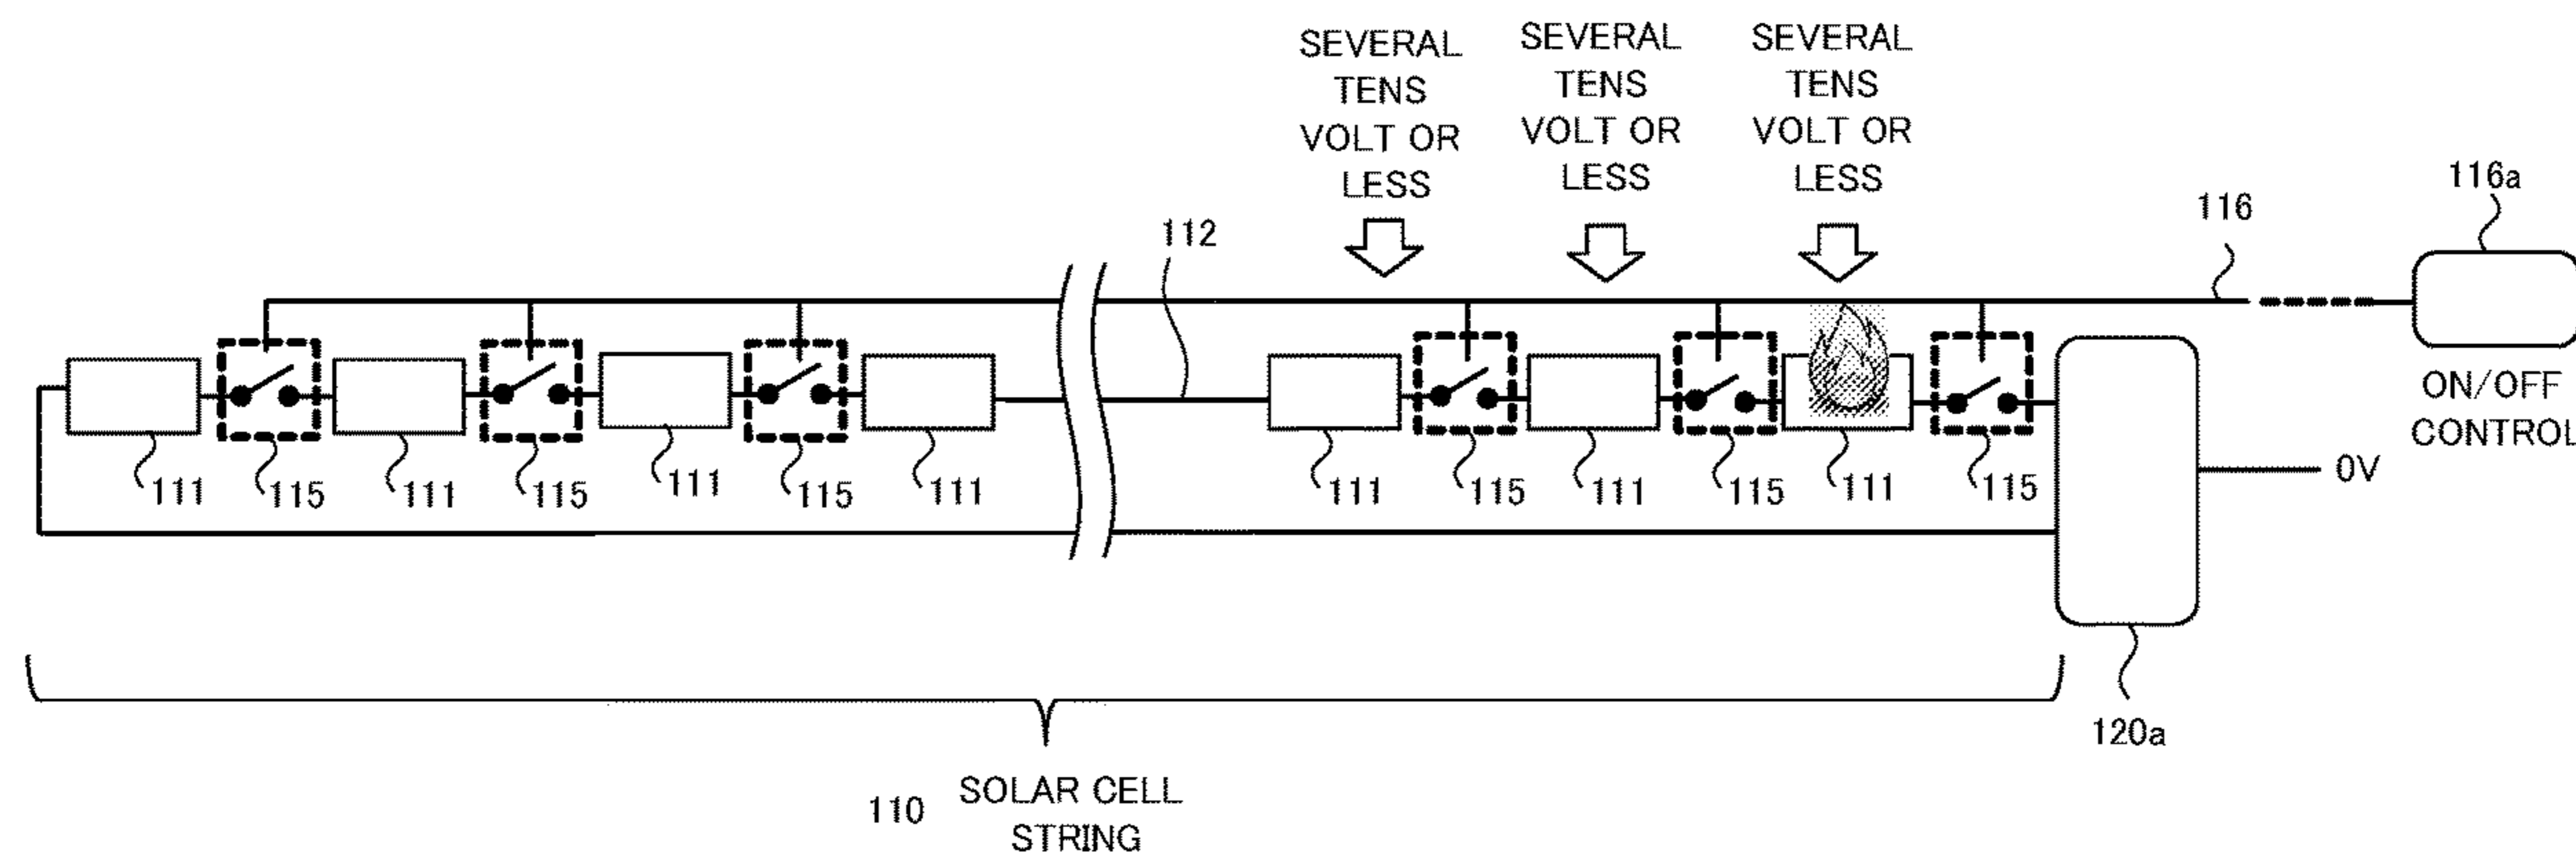 SEVERAL
TENS
VOLT OR
LESS
SEVERAL
TENS
VOLT OR
LESS
SEVERAL
TENS
VOLT OR
LESS
112
116
116a
ON/OFF
CONTROL
111
115
111
115
111
115
111
111
115
111
115
111
115
0V
120a
110
SOLAR CELL
STRING